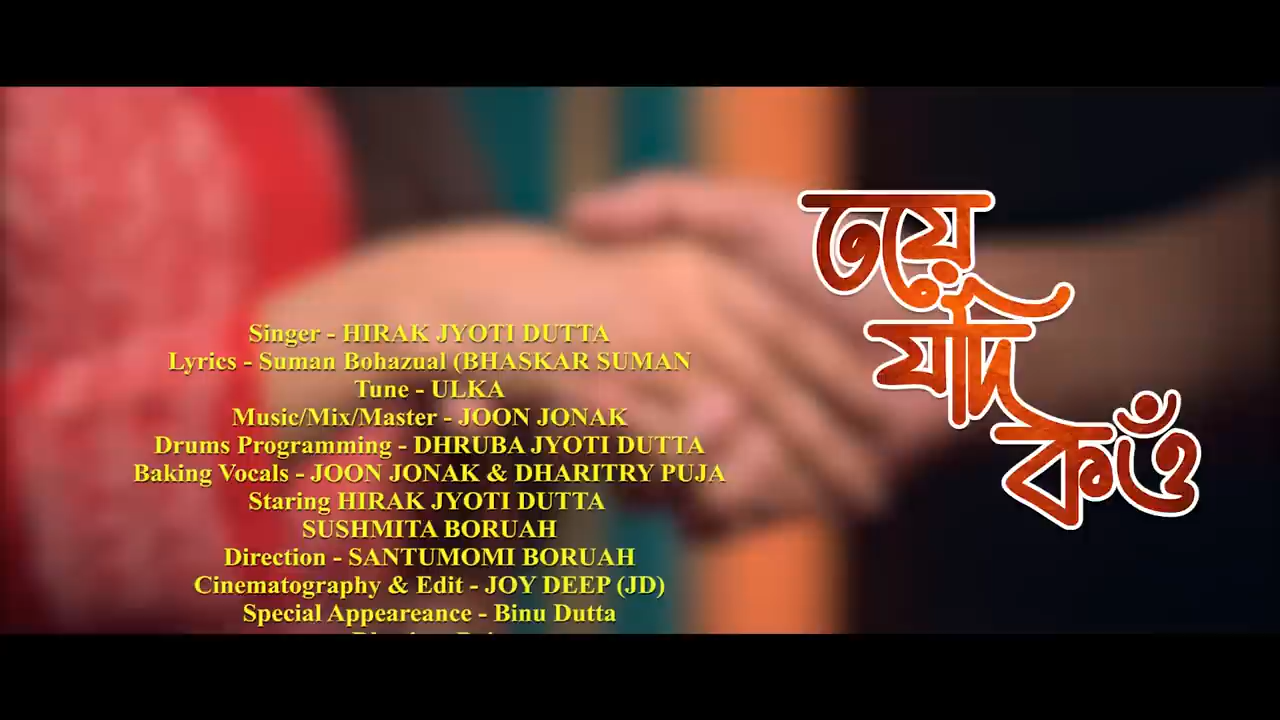 Singer - HIRAK JYOTI DUTTA
Lyrics - Suman Bohazual (BHASKAR SUMAN
Tune - ULKA
Music/Mix/Master - JOON JONAK
Drums Programming - DHRUBA JYOTI DUTTA
Baking Vocals - JOON JONAK & DHARITRY PUJA
Staring HIRAK JYOTI DUTTA
SUSHMITA BORUAH
Direction - SANTUMOMI BORUAH
Cinematography & Edit - JOY DEEP (JD)
Special Appeareance - Binu Dutta
তয়ে
যদি
কওঁ